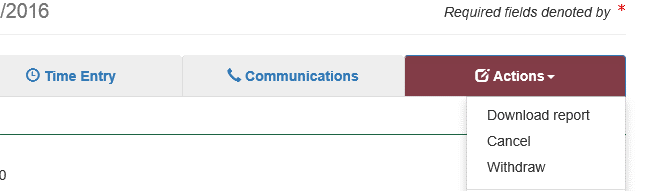 /2016
Required fields denoted by *
Time Entry
Communications
Actions
Download report
Cancel
Withdraw
0